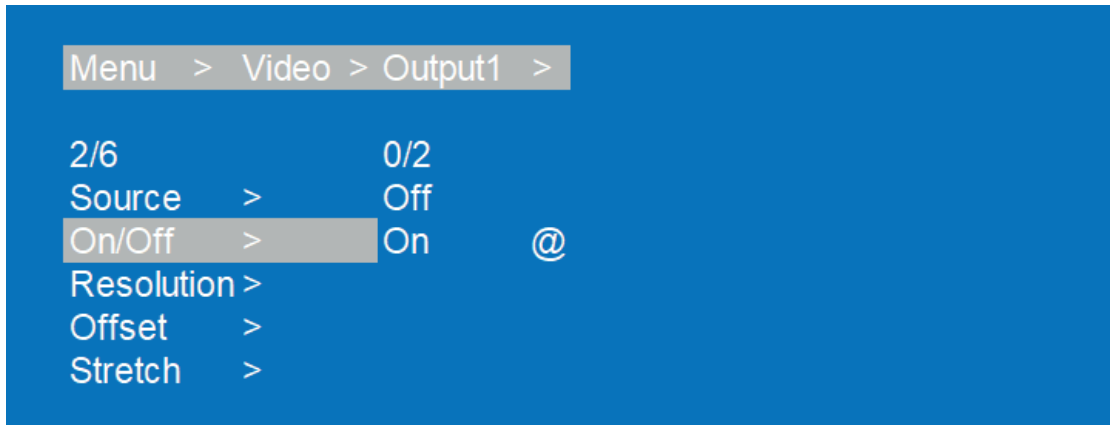 Menu > Video > Output1 >
2/6 0/2
Source > Off
On/Off > On @
Resolution >
Offset >
Stretch >